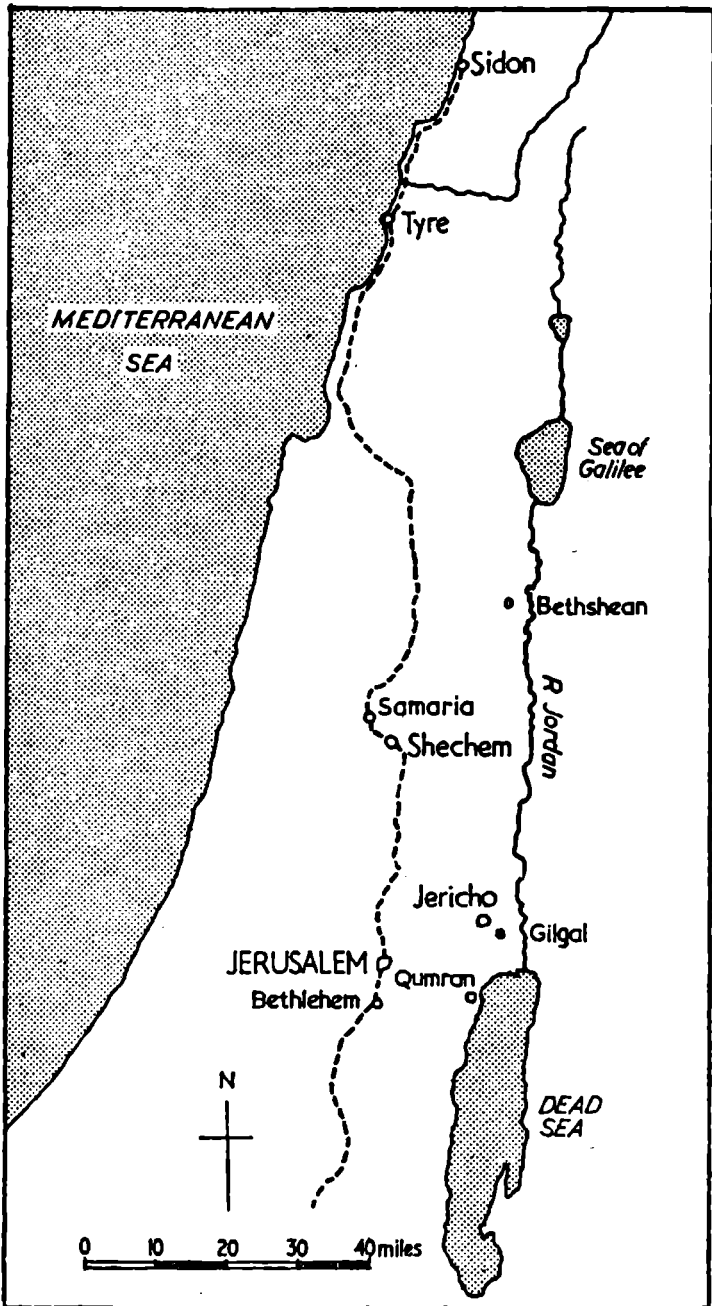 Sidon
Tyre
MEDITERRANEAN
SEA
Sea of
Galilee
Bethshean
R Jordan
Samaria
Shechem
Jericho
Gilgal
JERUSALEM
Qumran
Bethlehem
N
DEAD
SEA
0 10 20 30 40 miles